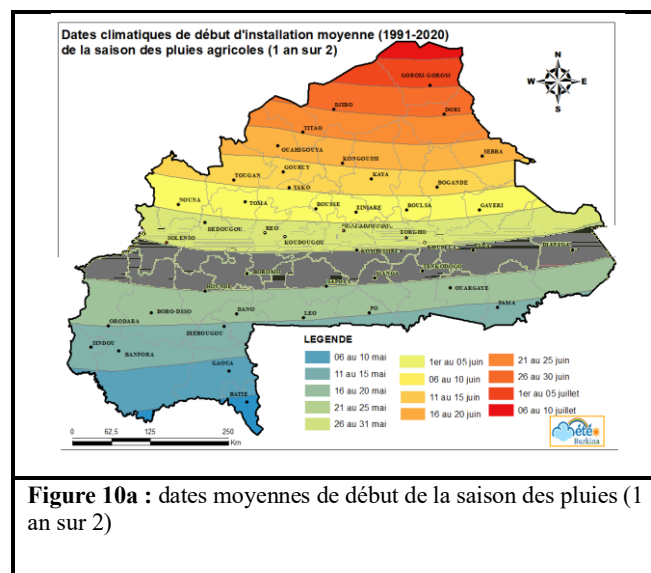 Dates climatiques de début d'installation moyenne (1991-2020)
de la saison des pluies agricoles (1 an sur 2)
N
W
E
S
GOROM-GOROM
DJIBO
DORI
TITAO
OUAHIGOUYA
KONGOUSSI
SEBBA
GOURCY
TOUGAN
KAYA
YAKO
BOGANDE
NOUNA
TOMA
BOUSSE
ZINIARE
BOULSA
GAYERI
DEDOUGOU
REO
ZORGHO
SOLENSO
KOUDOUGOU
DIAPAGA
BOROMO
TENKODOGO
OUARGAYE
BOBO-DSSO
DANO
LEO
PO
PAMA
ORODARA
DIEBOUGOU
SINDOU
BANFORA
GAOUA
BATIE
LEGENDE
06 au 10 mai
11 au 15 mai
16 au 20 mai
21 au 25 mai
26 au 31 mai
1er au 05 juin
06 au 10 juin
11 au 15 juin
16 au 20 juin
21 au 25 juin
26 au 30 juin
1er au 05 juillet
06 au 10 juillet
0 62,5 125 250
Km
Météo
Burkina
Figure 10a : dates moyennes de début de la saison des pluies (1
an sur 2)